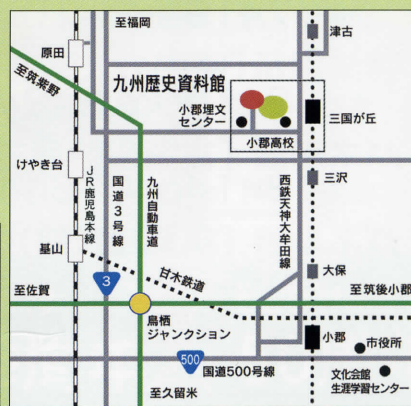 至福岡
津古
原田
至筑紫野
九州歴史資料館
小郡埋文
センター
三国が丘
小郡高校
けやき台
JR鹿児島本線
国道3号線
九州自動車道
西鉄天神大牟田線
三沢
基山
甘木鉄道
大保
3
至佐賀
至筑後小郡
鳥栖
ジャンクション
小郡
市役所
500
国道500号線
文化会館
生涯学習センター
至久留米